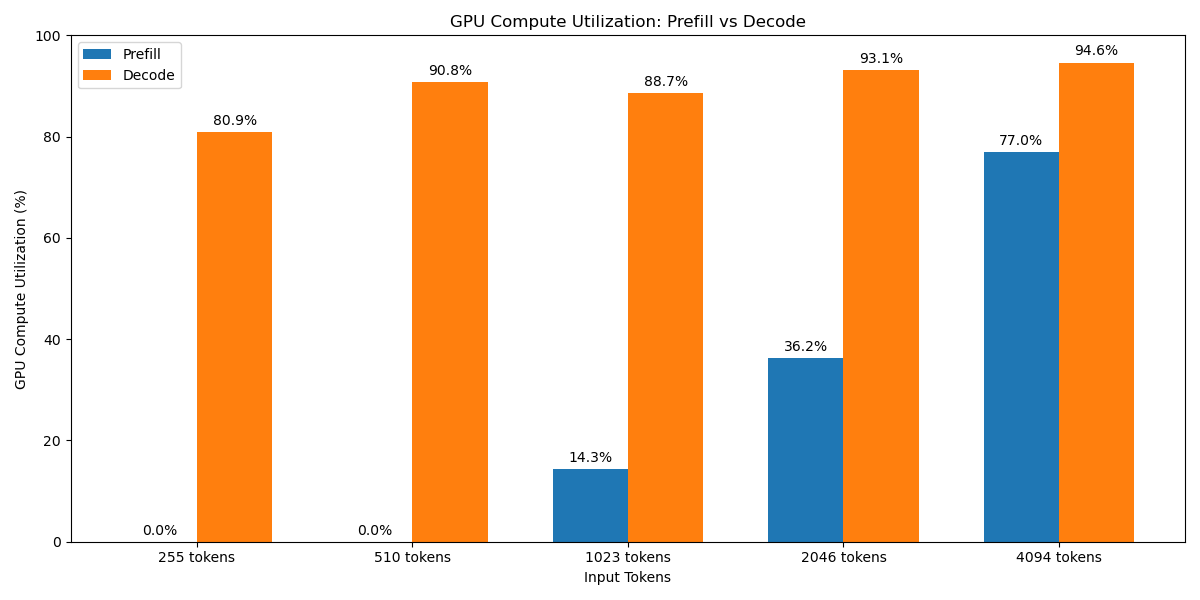 GPU Compute Utilization: Prefill vs Decode
Prefill
Decode
GPU Compute Utilization (%)
100
80
60
40
20
0
0.0%
80.9%
0.0%
90.8%
14.3%
88.7%
36.2%
93.1%
77.0%
94.6%
255 tokens
510 tokens
1023 tokens
2046 tokens
4094 tokens
Input Tokens